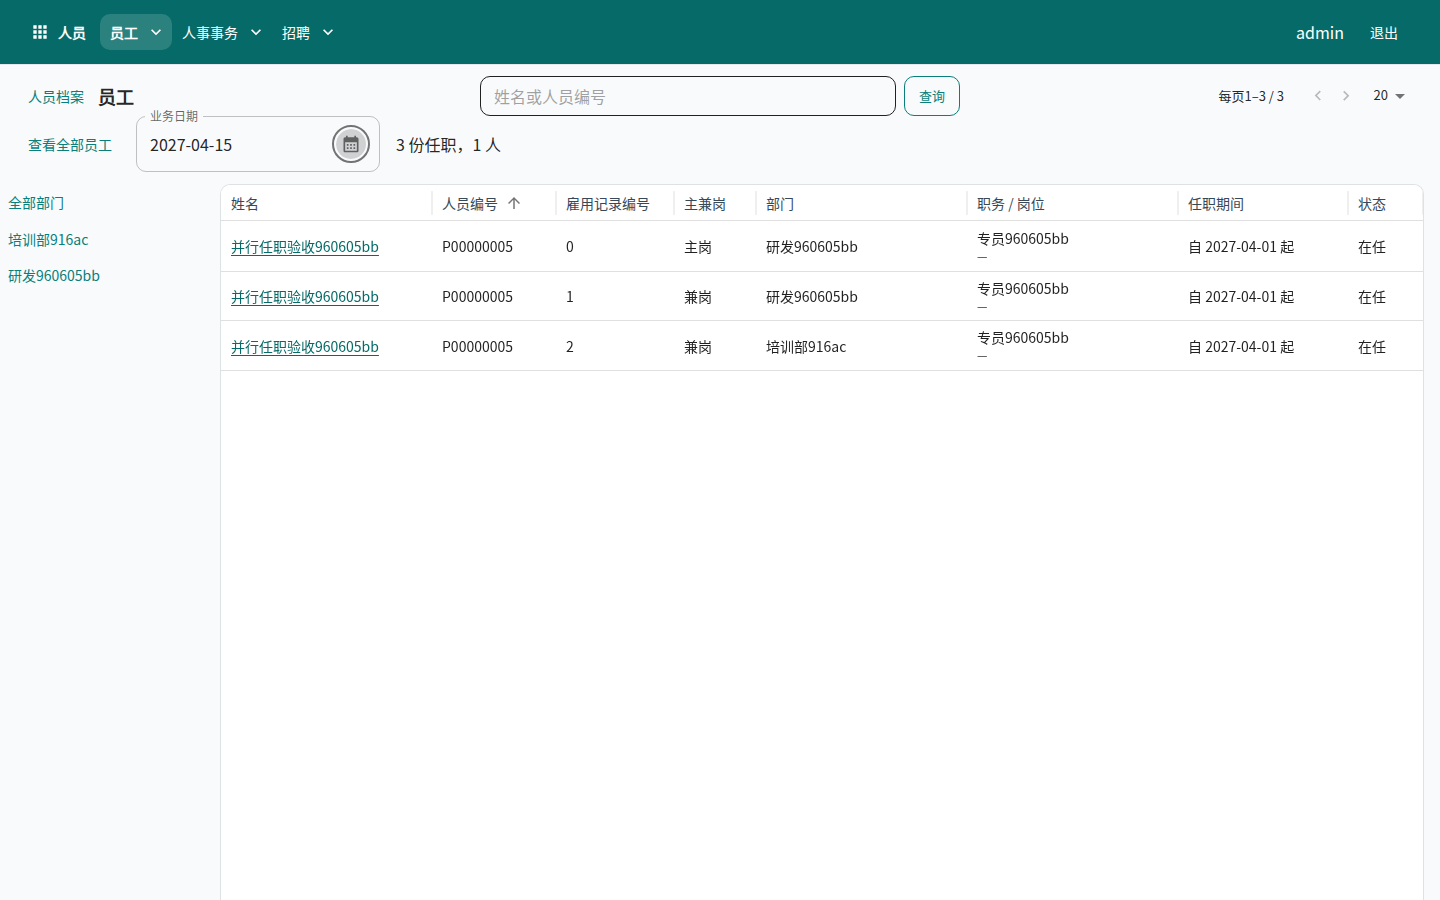 人员 员工 人事事务 招聘 admin 退出
人员档案 员工 姓名或人员编号 查询 每页1–3 / 3 20
业务日期
查看全部员工 2027-04-15 3 份任职，1 人
全部部门
培训部916ac
研发960605bb
姓名 人员编号 雇用记录编号 主兼岗 部门 职务 / 岗位 任职期间 状态
并行任职验收960605bb P00000005 0 主岗 研发960605bb 专员960605bb 自 2027-04-01 起 在任
—
并行任职验收960605bb P00000005 1 兼岗 研发960605bb 专员960605bb 自 2027-04-01 起 在任
—
并行任职验收960605bb P00000005 2 兼岗 培训部916ac 专员960605bb 自 2027-04-01 起 在任
—